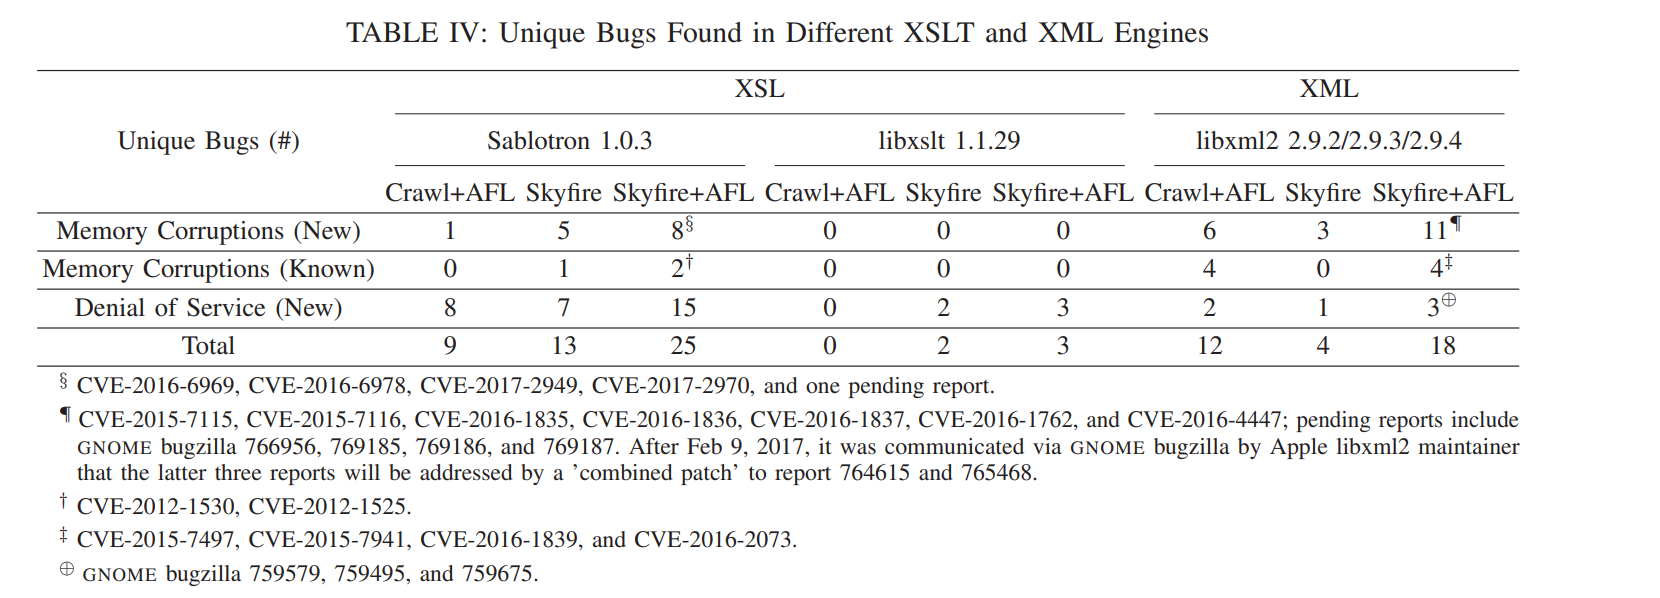 TABLE IV: Unique Bugs Found in Different XSLT and XML Engines
XSL XML
Unique Bugs (#) Sablotron 1.0.3 libxslt 1.1.29 libxml2 2.9.2/2.9.3/2.9.4
Crawl+AFL Skyfire Skyfire+AFL Crawl+AFL Skyfire Skyfire+AFL Crawl+AFL Skyfire Skyfire+AFL
Memory Corruptions (New) 1 5 8§ 0 0 0 6 3 11¶
Memory Corruptions (Known) 0 1 2† 0 0 0 4 0 4‡
Denial of Service (New) 8 7 15 0 2 3 2 1 3⊕
Total 9 13 25 0 2 3 12 4 18
§ CVE-2016-6969, CVE-2016-6978, CVE-2017-2949, CVE-2017-2970, and one pending report.
¶ CVE-2015-7115, CVE-2015-7116, CVE-2016-1835, CVE-2016-1836, CVE-2016-1837, CVE-2016-1762, and CVE-2016-4447; pending reports include
GNOME bugzilla 766956, 769185, 769186, and 769187. After Feb 9, 2017, it was communicated via GNOME bugzilla by Apple libxml2 maintainer
that the latter three reports will be addressed by a ’combined patch’ to report 764615 and 765468.
† CVE-2012-1530, CVE-2012-1525.
‡ CVE-2015-7497, CVE-2015-7941, CVE-2016-1839, and CVE-2016-2073.
⊕ GNOME bugzilla 759579, 759495, and 759675.